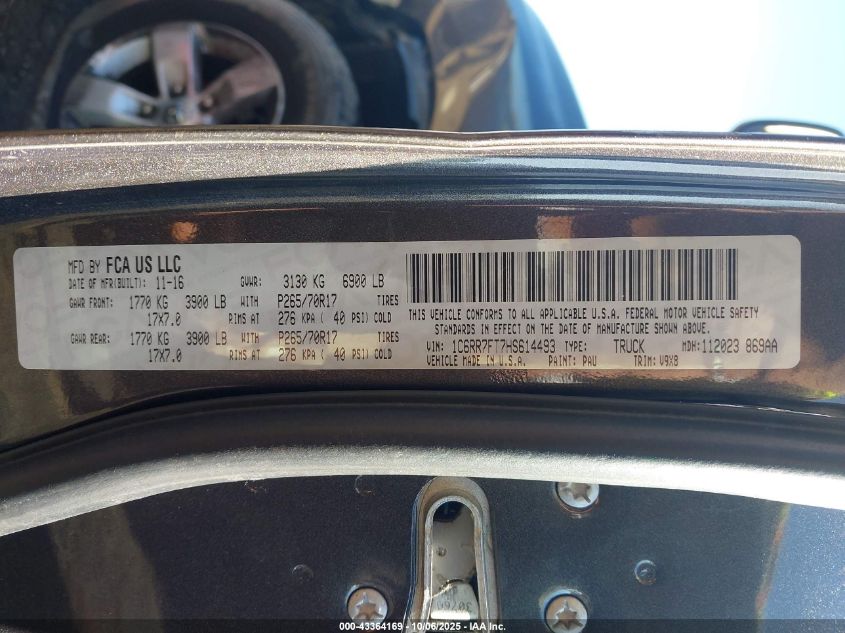 MFD BY FCA US LLC
DATE OF MFR(BUILT): 11-16 GVWR: 3130 KG 6900 LB
GAWR FRONT: 1770 KG 3900 LB WITH P265/70R17 TIRES
17X7.0 RIMS AT 276 KPA ( 40 PSI) COLD
GAWR REAR: 1770 KG 3900 LB WITH P265/70R17 TIRES
17X7.0 RIMS AT 276 KPA ( 40 PSI) COLD
THIS VEHICLE CONFORMS TO ALL APPLICABLE U.S.A. FEDERAL MOTOR VEHICLE SAFETY
STANDARDS IN EFFECT ON THE DATE OF MANUFACTURE SHOWN ABOVE.
VIN: 1C6RR7FT7HS614493 TYPE: TRUCK MDH: 112023 869AA
VEHICLE MADE IN U.S.A. PAINT: PAU TRIM: V9X8
000-43364169 - 10/06/2025 - IAA Inc.